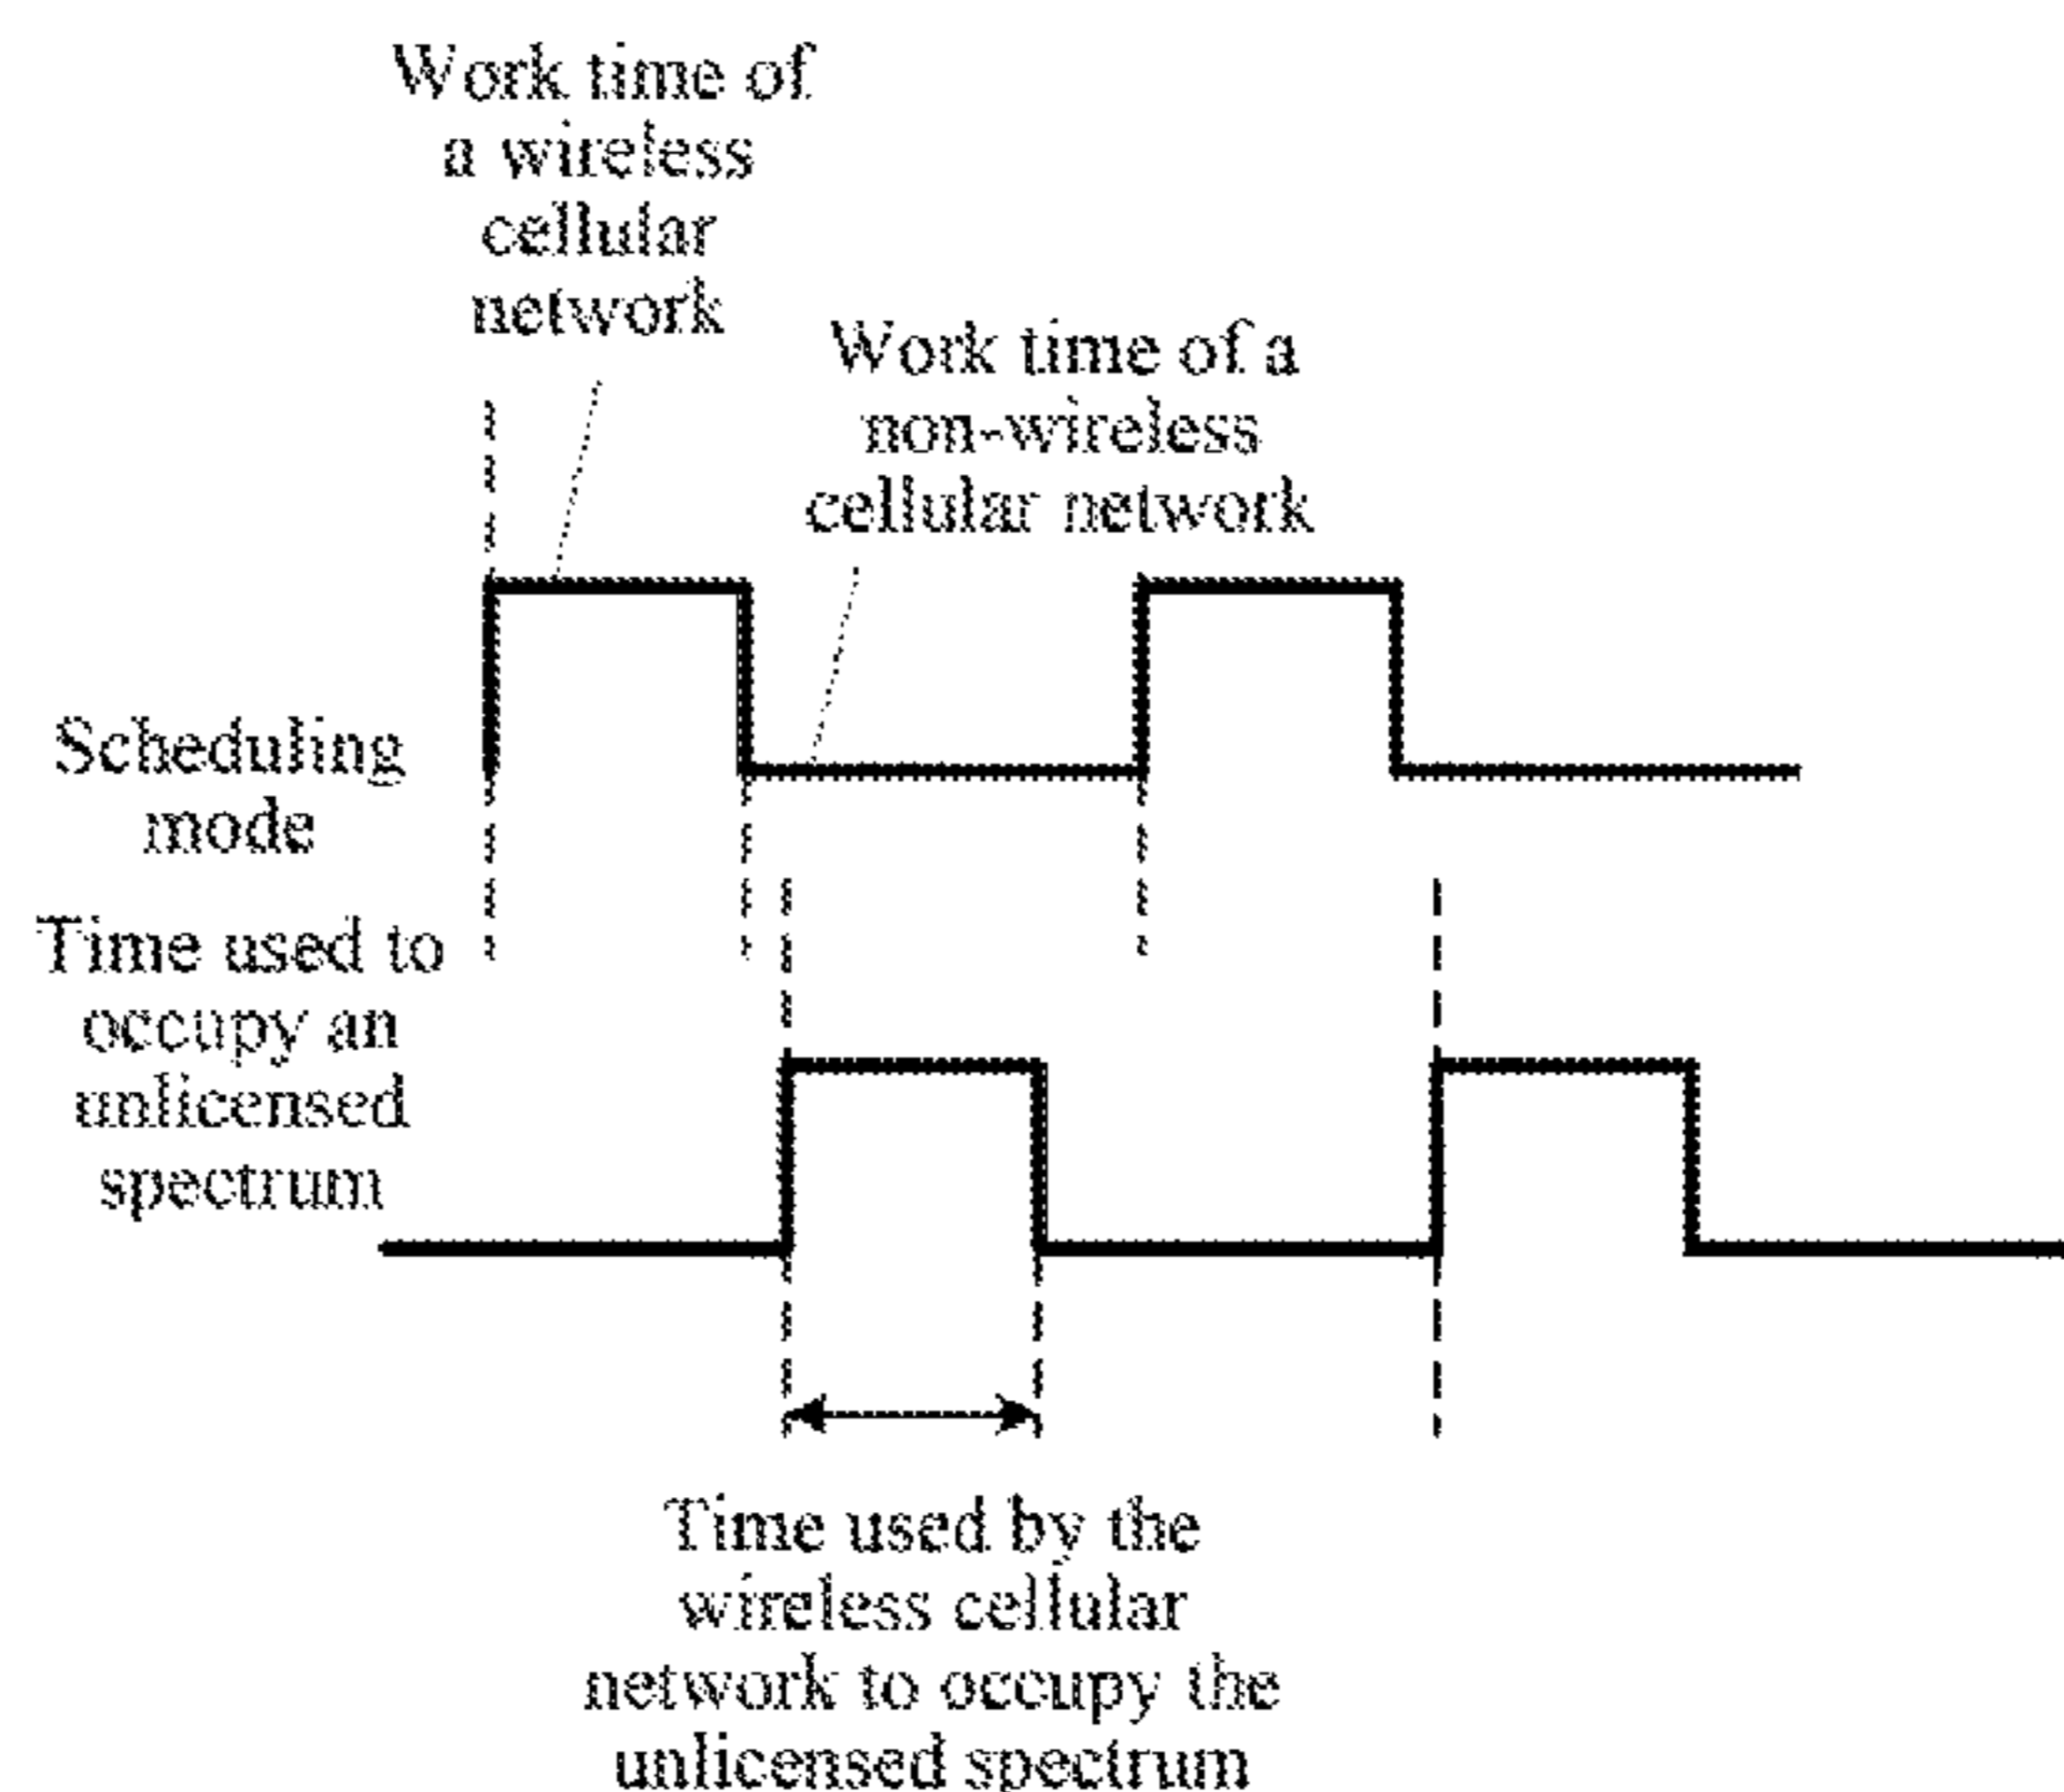 Work time of
a wireless
cellular
network
Work time of a
non-wireless
cellular network
Scheduling
mode
Time used to
occupy an
unlicensed
spectrum
Time used by the
wireless cellular
network to occupy the
unlicensed spectrum